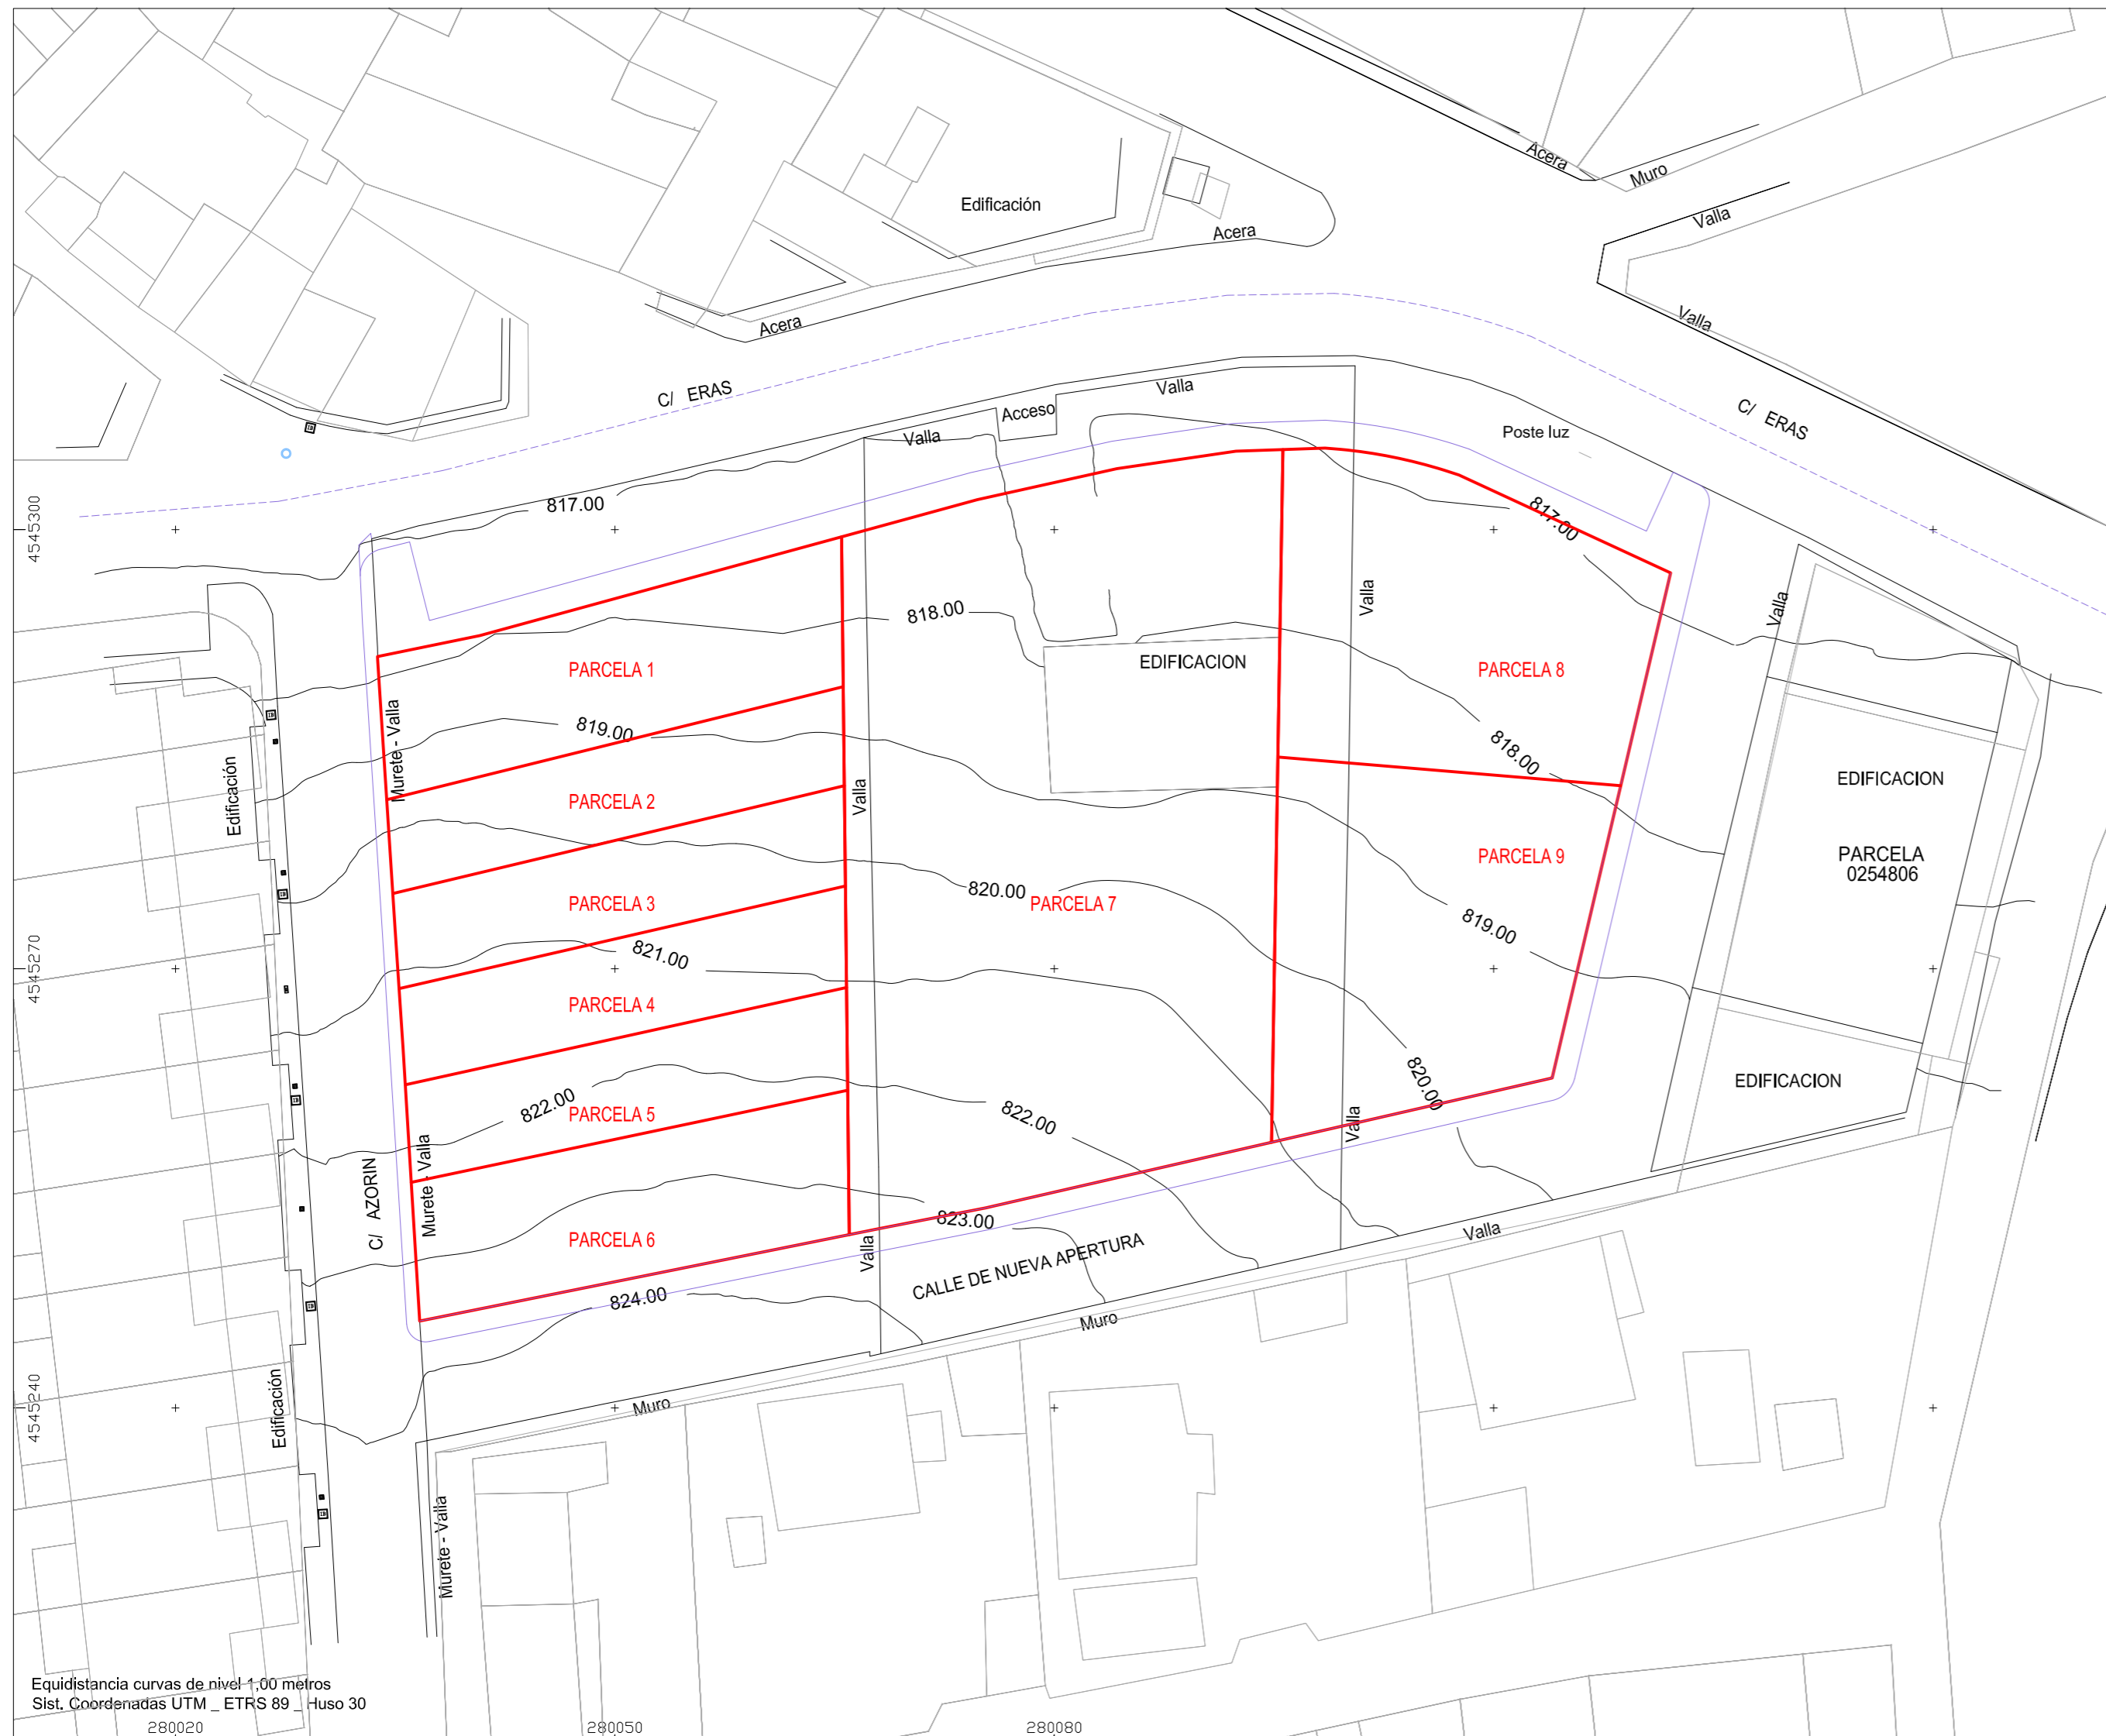 Acera
Muro
Edificación
Valla
Acera
Acera
Valla
C/ ERAS
Valla
Acceso
Valla
C/ ERAS
Poste luz
817.00
817.00
4545300
Valla
Valla
818.00
PARCELA 1
EDIFICACION
PARCELA 8
Murete - Valla
819.00
818.00
EDIFICACION
Edificación
PARCELA 2
Valla
PARCELA
0254806
PARCELA 9
820.00
PARCELA 3
PARCELA 7
819.00
821.00
4545270
PARCELA 4
820.00
EDIFICACION
822.00
PARCELA 5
822.00
Valla
C/ AZORIN
Murete - Valla
823.00
PARCELA 6
Valla
Valla
CALLE DE NUEVA APERTURA
824.00
Muro
Edificación
Muro
4545240
Murete - Valla
Equidistancia curvas de nivel 1,00 metros
Sist. Coordenadas UTM _ ETRS 89 _ Huso 30
280020
280050
280080